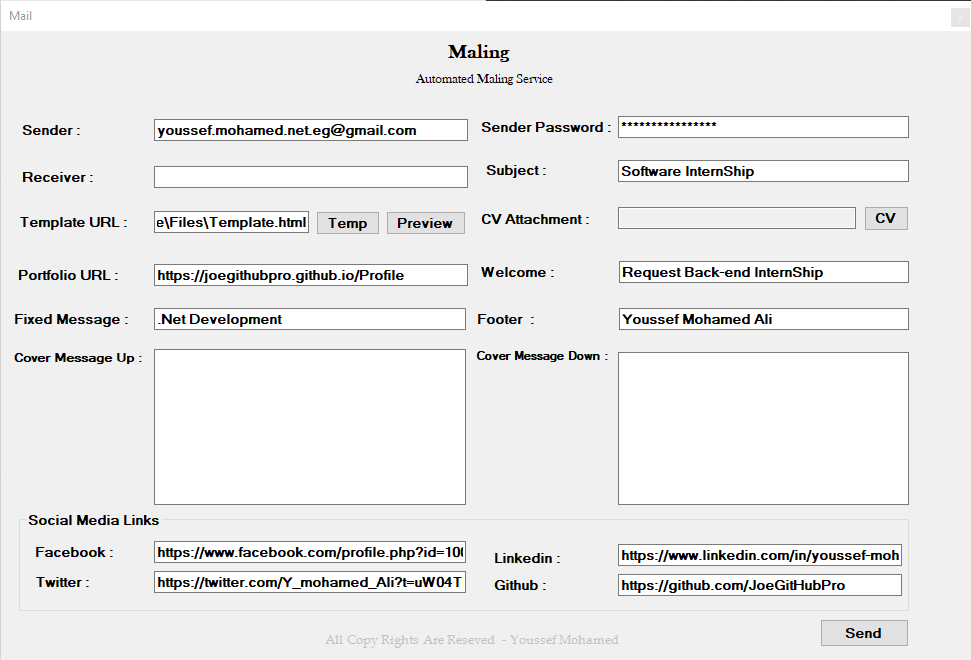 Mail
Maling
Automated Maling Service
Sender : youssef.mohamed.net.eg@gmail.com Sender Password : ****************
Receiver : Subject : Software InternShip
Template URL : e\Files\Template.html Temp Preview CV Attachment : CV
Portfolio URL : https://joegithubpro.github.io/Profile Welcome : Request Back-end InternShip
Fixed Message : .Net Development Footer : Youssef Mohamed Ali
Cover Message Up : Cover Message Down :
Social Media Links
Facebook : https://www.facebook.com/profile.php?id=100 Linkedin : https://www.linkedin.com/in/youssef-moh
Twitter : https://twitter.com/Y_mohamed_Ali?t=uW04T Github : https://github.com/JoeGitHubPro
All Copy Rights Are Reseved - Youssef Mohamed Send